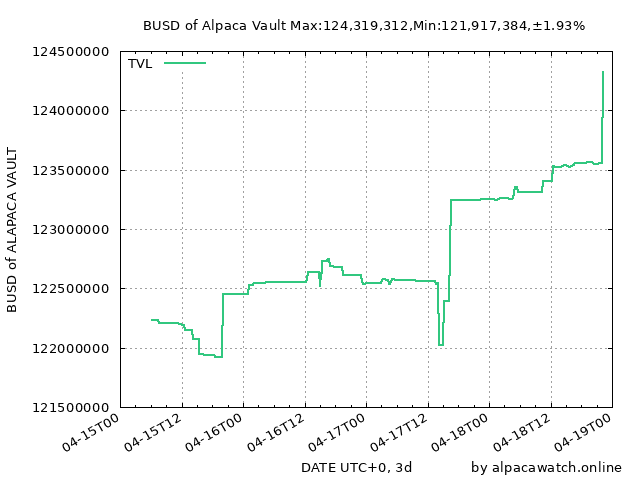 BUSD of Alpaca Vault Max:124,319,312,Min:121,917,384,±1.93%
TVL
124500000
124000000
123500000
123000000
122500000
122000000
121500000
BUSD of ALAPACA VAULT
04-15T00
04-15T12
04-16T00
04-16T12
04-17T00
04-17T12
04-18T00
04-18T12
04-19T00
DATE UTC+0, 3d
by alpacawatch.online